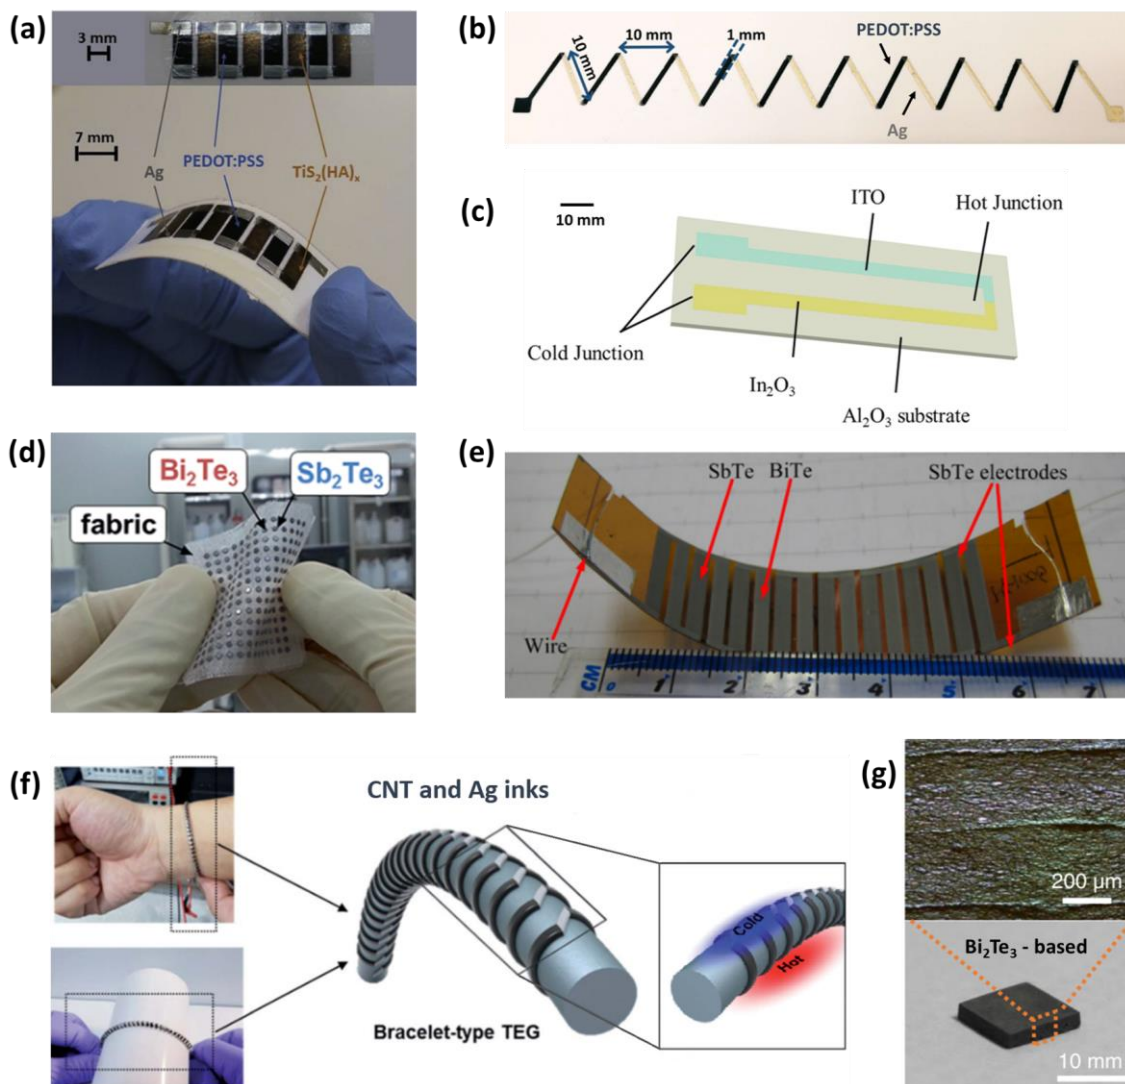 (a)
3 mm
7 mm
Ag
PEDOT:PSS
TiS₂(HA)ₓ
(b)
10 mm
10 mm
1 mm
PEDOT:PSS
Ag
(c)
10 mm
ITO
Hot Junction
Cold Junction
In₂O₃
Al₂O₃ substrate
(d)
Bi₂Te₃
Sb₂Te₃
fabric
(e)
SbTe
BiTe
SbTe electrodes
Wire
CM
0 1 2 3 4 5 6 7
(f)
CNT and Ag inks
Cold
Hot
Bracelet-type TEG
(g)
200 µm
Bi₂Te₃ - based
10 mm